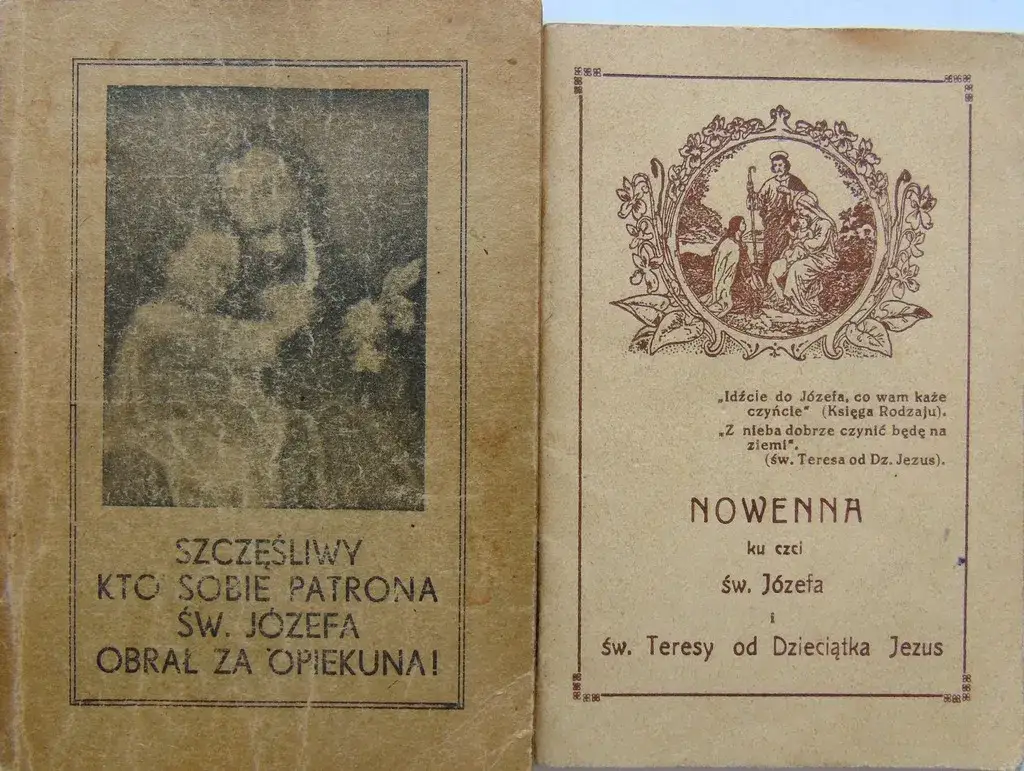 SZCZĘŚLIWY
KTO SOBIE PATRONA
ŚW. JÓZEFA
OBRAŁ ZA OPIEKUNA!
„Idźcie do Józefa, co wam każe
czyńcie" (Księga Rodzaju).
„Z nieba dobrze czynić będę na
ziemi".
(św. Teresa od Dz. Jezus).
NOWENNA
ku czci
św. Józefa
i
św. Teresy od Dzieciątka Jezus